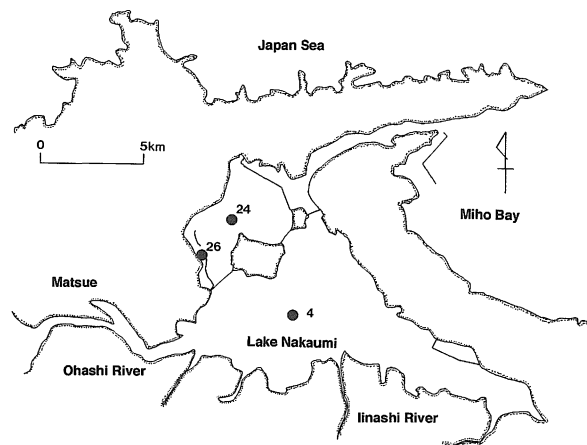 Japan Sea
0
5km
24
Miho Bay
26
Matsue
4
Lake Nakaumi
Ohashi River
Iinashi River